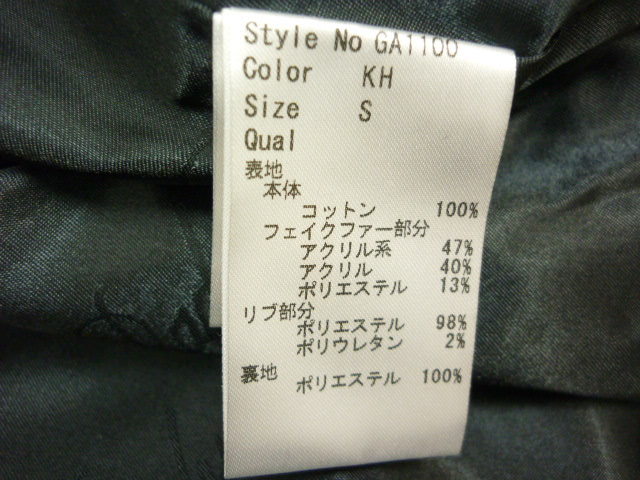 Style No GA1100
Color KH
Size S
Qual
表地
本体
コットン 100%
フェイクファー部分
アクリル系 47%
アクリル 40%
ポリエステル 13%
リブ部分
ポリエステル 98%
ポリウレタン 2%
裏地 ポリエステル 100%